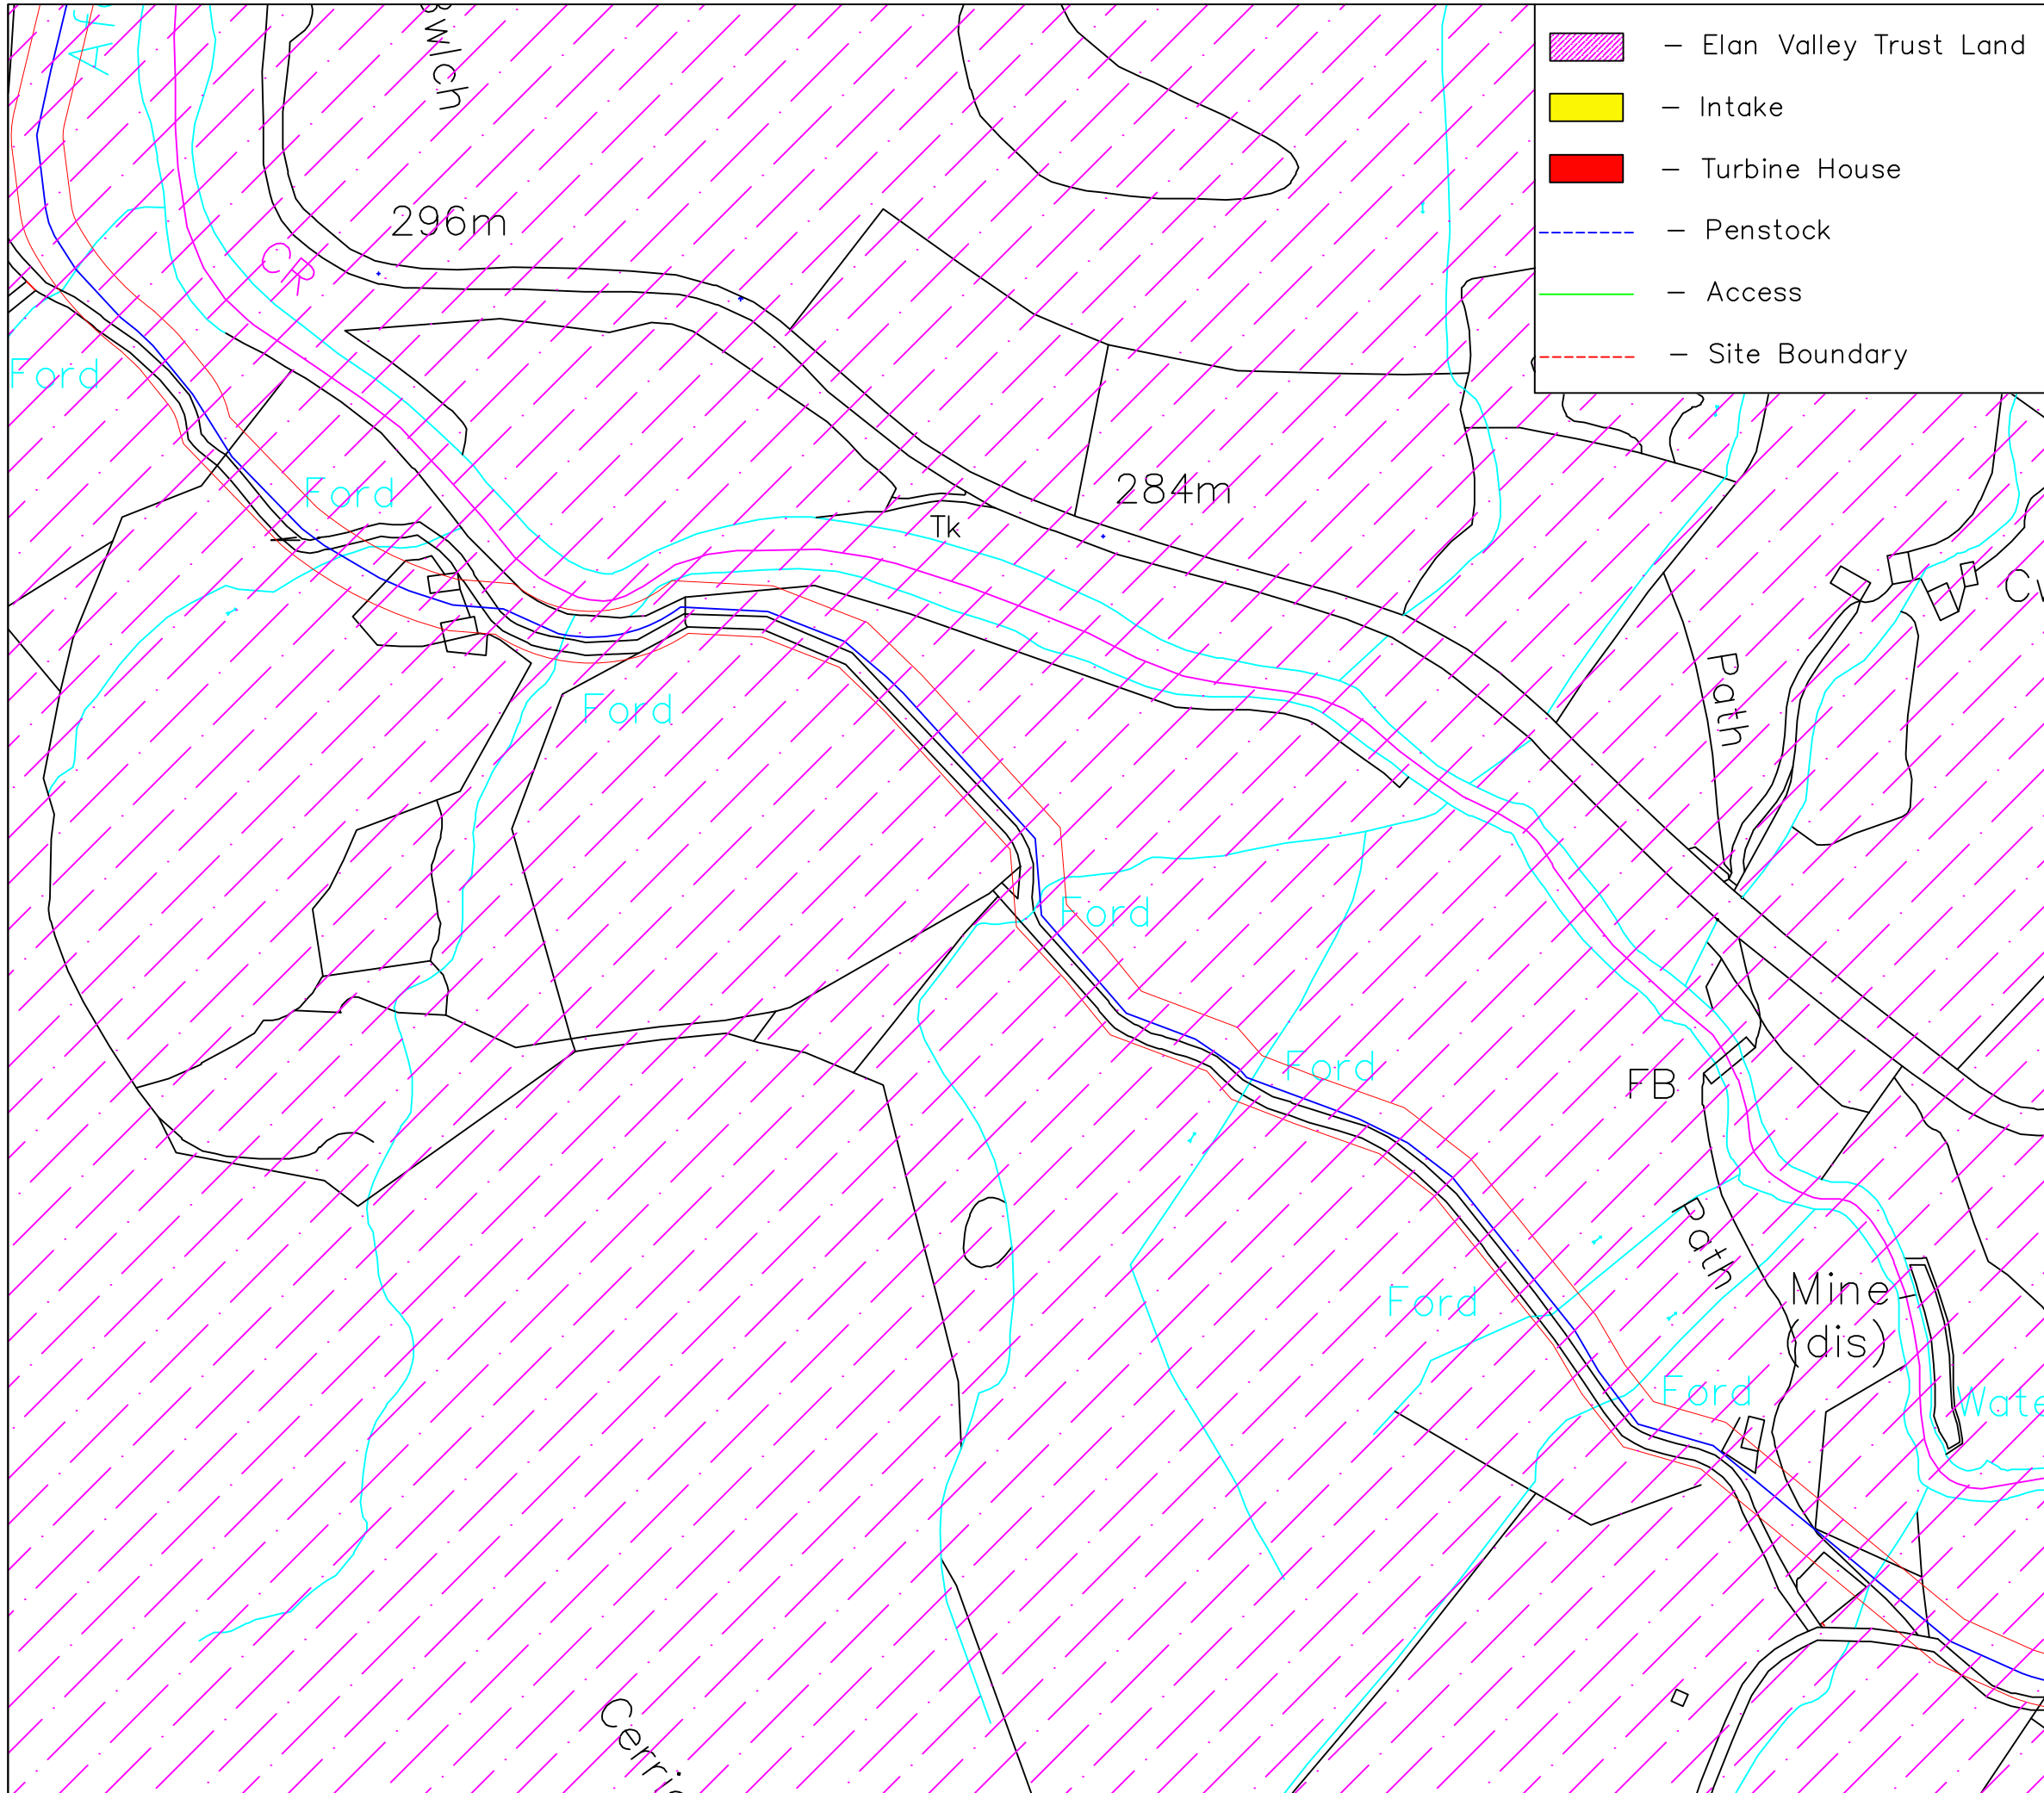 — Elan Valley Trust Land
— Intake
— Turbine House
— Penstock
— Access
— Site Boundary
296m
CR
Ford
Ford
284m
Tk
Ford
Path
Ford
Ford
FB
Path
Ford
Mine
(dis)
Ford